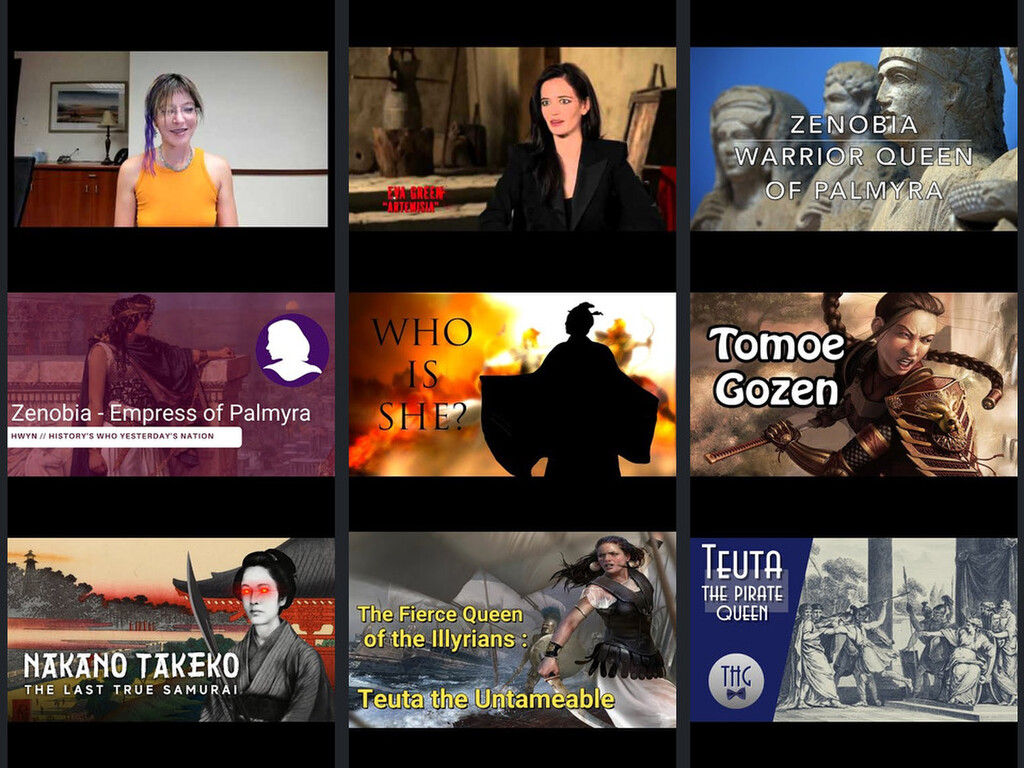 EVA GREEN
"ARTEMISIA"
ZENOBIA
WARRIOR QUEEN
OF PALMYRA
Zenobia - Empress of Palmyra
HWYN // HISTORY'S WHO YESTERDAY'S NATION
WHO
IS
SHE?
Tomoe
Gozen
NAKANO TAKEKO
THE LAST TRUE SAMURAI
The Fierce Queen
of the Illyrians :
Teuta the Untameable
TEUTA
THE PIRATE
QUEEN
THG